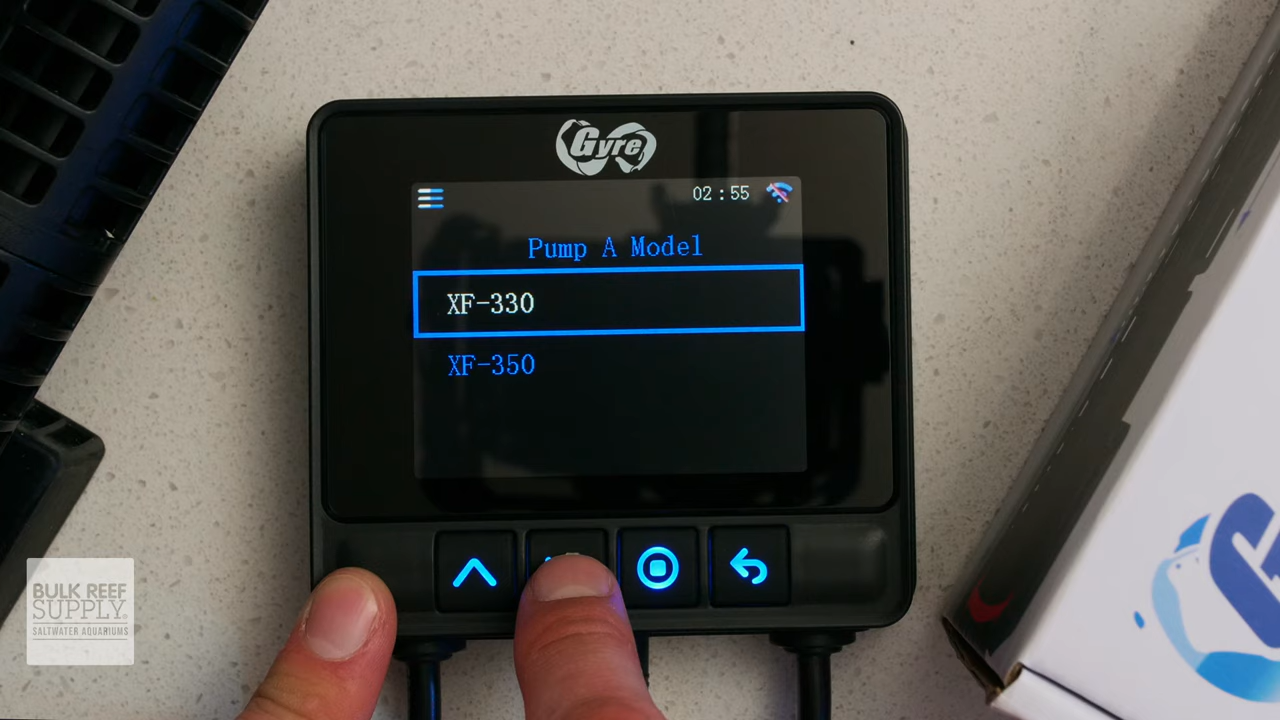 Gyre
02:55
Pump A Model
XF-330
XF-350
BULK REEF
SUPPLY®
SALTWATER AQUARIUMS